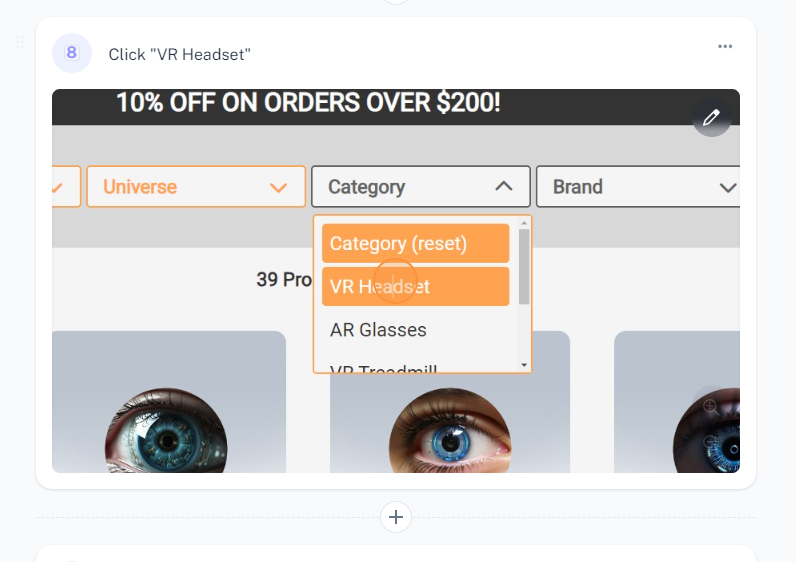 8
Click "VR Headset"
10% OFF ON ORDERS OVER $200!
Universe
Category
Brand
Category (reset)
39 Pro
VR Headset
AR Glasses
VR Treadmill